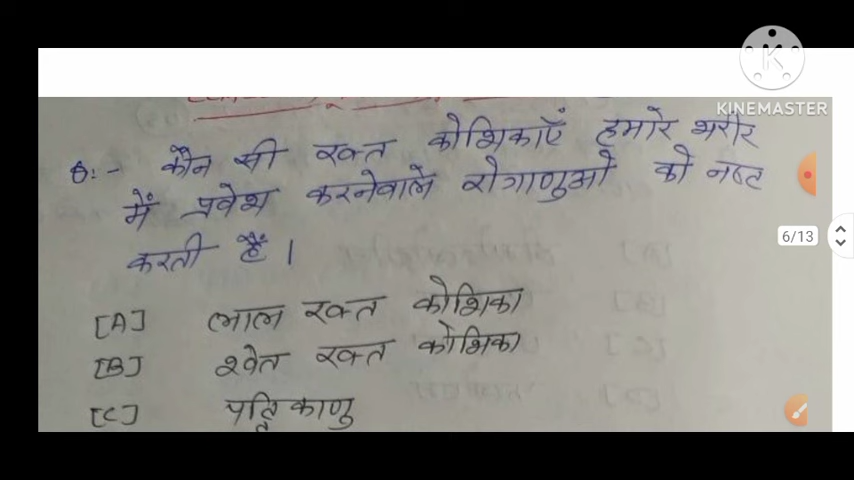 KINEMASTER
Q:- कौन सी रक्त कोशिकाएँ हमारे शरीर
में प्रवेश करनेवाले रोगाणुओ को नष्ट
करती हैं ।
6/13
[A] लाल रक्त कोशिका
[B] श्वेत रक्त कोशिका
[C] पट्टिकाणु